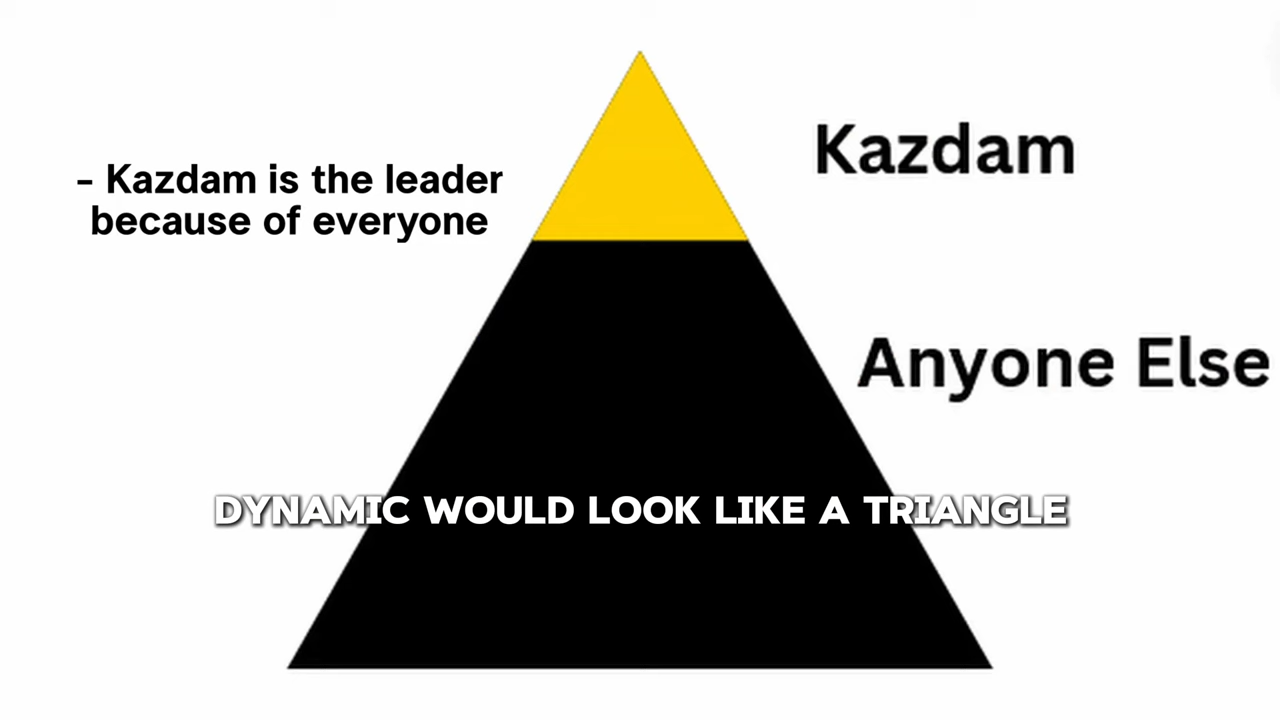 Kazdam
- Kazdam is the leader
because of everyone
Anyone Else
DYNAMIC WOULD LOOK LIKE A TRIANGLE